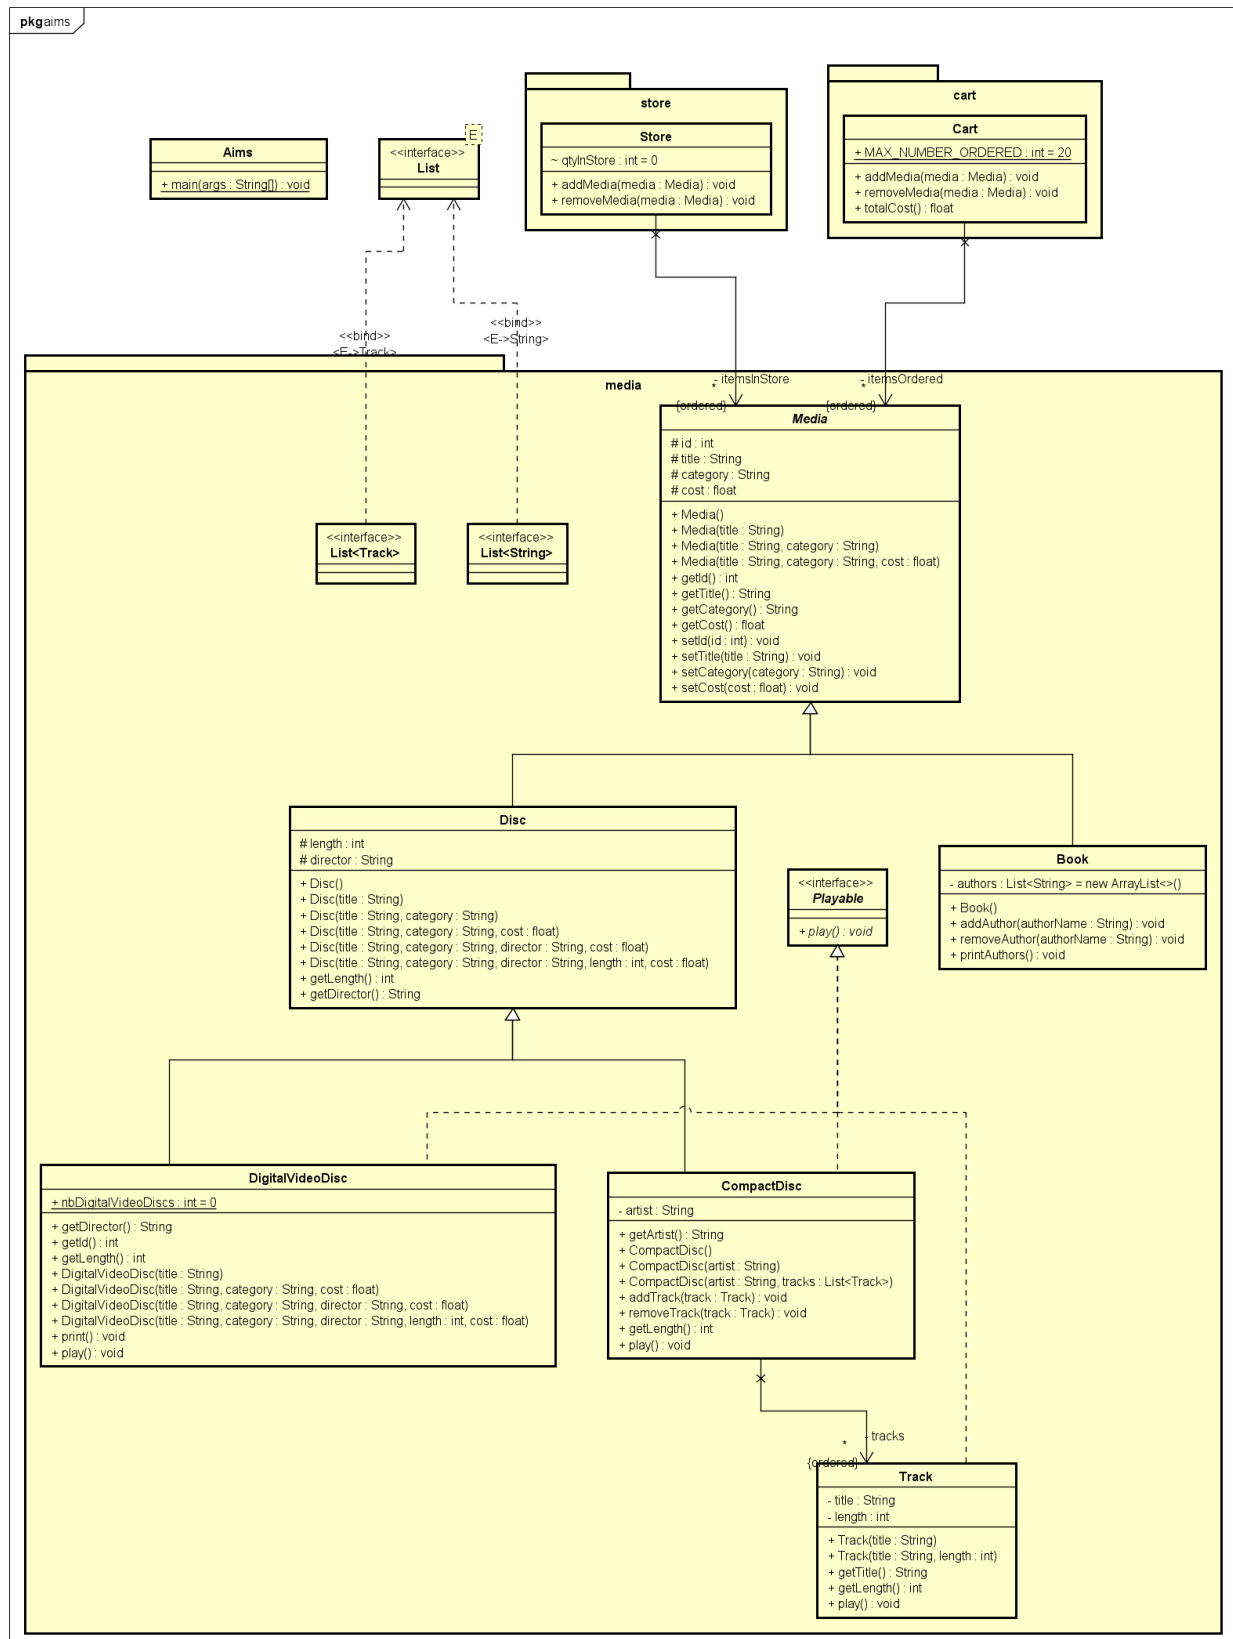 pkg aims
store
Store
~ qtyInStore : int = 0
+ addMedia(media : Media) : void
+ removeMedia(media : Media) : void
cart
Cart
+ MAX_NUMBER_ORDERED : int = 20
+ addMedia(media : Media) : void
+ removeMedia(media : Media) : void
+ totalCost() : float
Aims
+ main(args : String[]) : void
E
<<interface>>
List
<<bind>>
<E->Track>
<<bind>>
<E->String>
media
- itemsInStore
*
{ordered}
- itemsOrdered
*
{ordered}
Media
# id : int
# title : String
# category : String
# cost : float
+ Media()
+ Media(title : String)
+ Media(title : String, category : String)
+ Media(title : String, category : String, cost : float)
+ getId() : int
+ getTitle() : String
+ getCategory() : String
+ getCost() : float
+ setId(id : int) : void
+ setTitle(title : String) : void
+ setCategory(category : String) : void
+ setCost(cost : float) : void
<<interface>>
List<Track>
<<interface>>
List<String>
Disc
# length : int
# director : String
+ Disc()
+ Disc(title : String)
+ Disc(title : String, category : String)
+ Disc(title : String, category : String, cost : float)
+ Disc(title : String, category : String, director : String, cost : float)
+ Disc(title : String, category : String, director : String, length : int, cost : float)
+ getLength() : int
+ getDirector() : String
<<interface>>
Playable
+ play() : void
Book
- authors : List<String> = new ArrayList<>()
+ Book()
+ addAuthor(authorName : String) : void
+ removeAuthor(authorName : String) : void
+ printAuthors() : void
DigitalVideoDisc
+ nbDigitalVideoDiscs : int = 0
+ getDirector() : String
+ getId() : int
+ getLength() : int
+ DigitalVideoDisc(title : String)
+ DigitalVideoDisc(title : String, category : String, cost : float)
+ DigitalVideoDisc(title : String, category : String, director : String, cost : float)
+ DigitalVideoDisc(title : String, category : String, director : String, length : int, cost : float)
+ print() : void
+ play() : void
CompactDisc
- artist : String
+ getArtist() : String
+ CompactDisc()
+ CompactDisc(artist : String)
+ CompactDisc(artist : String, tracks : List<Track>)
+ addTrack(track : Track) : void
+ removeTrack(track : Track) : void
+ getLength() : int
+ play() : void
- tracks
*
{ordered}
Track
- title : String
- length : int
+ Track(title : String)
+ Track(title : String, length : int)
+ getTitle() : String
+ getLength() : int
+ play() : void